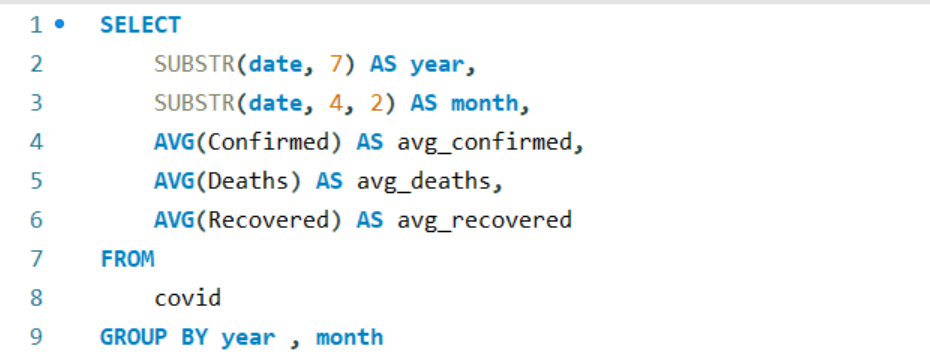 1 SELECT
2 SUBSTR(date, 7) AS year,
3 SUBSTR(date, 4, 2) AS month,
4 AVG(Confirmed) AS avg_confirmed,
5 AVG(Deaths) AS avg_deaths,
6 AVG(Recovered) AS avg_recovered
7 FROM
8 covid
9 GROUP BY year , month